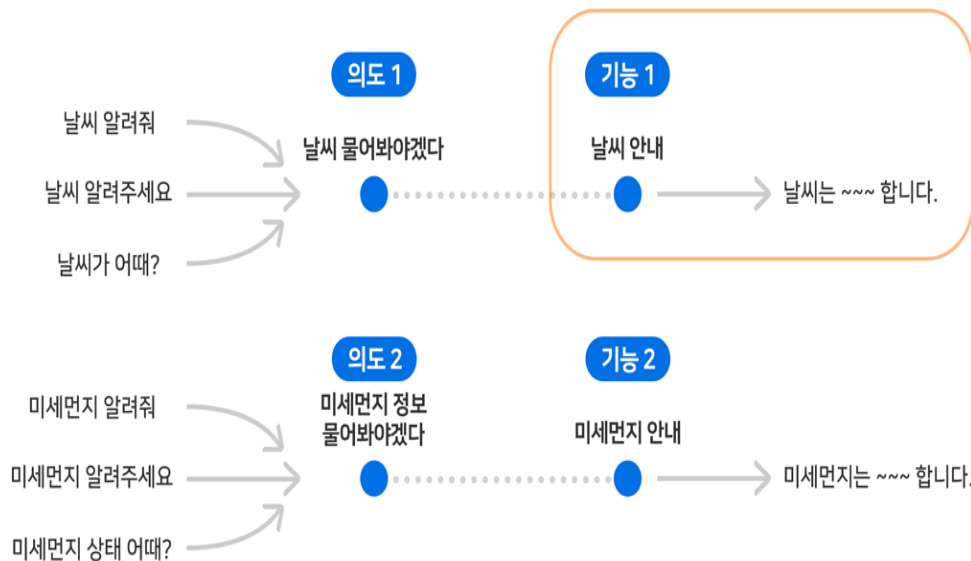 의도 1
기능 1
날씨 알려줘
날씨 물어봐야겠다
날씨 안내
날씨 알려주세요
날씨는 ~~~ 합니다.
날씨가 어때?
의도 2
기능 2
미세먼지 알려줘
미세먼지 정보
물어봐야겠다
미세먼지 안내
미세먼지 알려주세요
미세먼지는 ~~~ 합니다.
미세먼지 상태 어때?